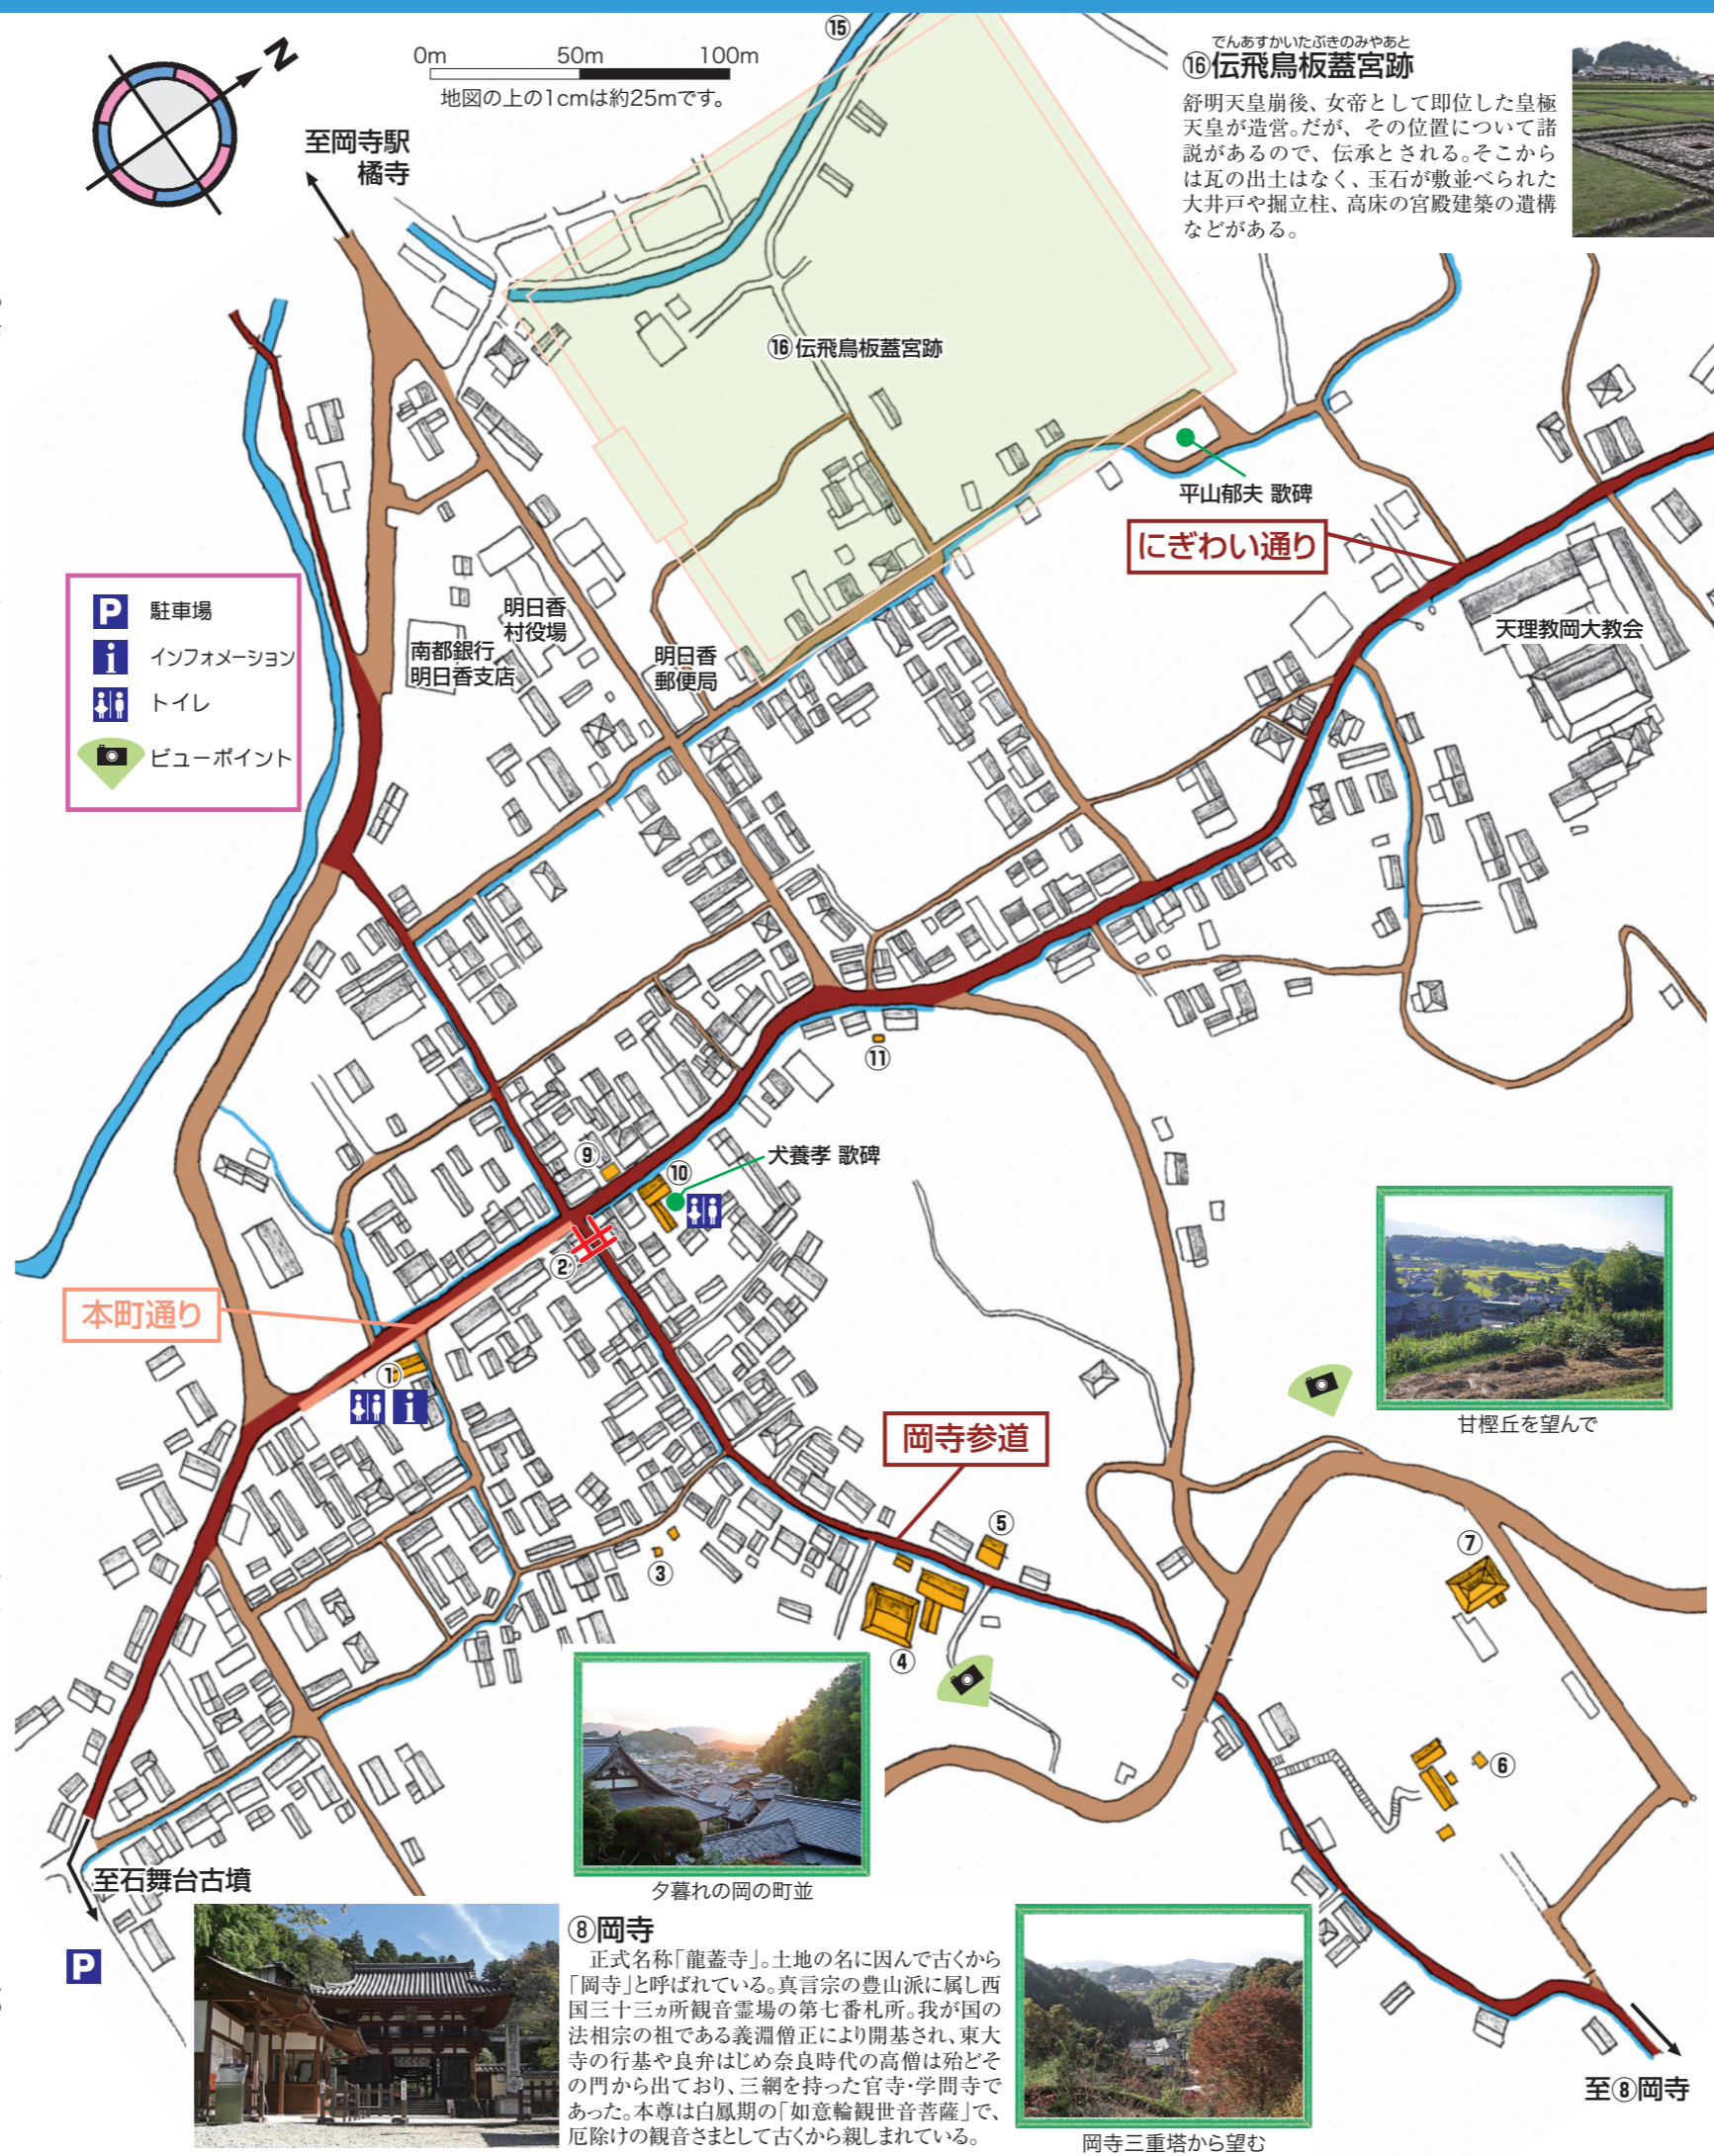 ⑮
N
0m 50m 100m
地図の上の1cmは約25mです。
至岡寺駅
橘寺
でんあすかいたぶきのみやあと
⑯伝飛鳥板蓋宮跡
舒明天皇崩後、女帝として即位した皇極
天皇が造営。だが、その位置について諸
説があるので、伝承とされる。そこから
は瓦の出土はなく、玉石が敷並べられた
大井戸や掘立柱、高床の宮殿建築の遺構
などがある。
⑯伝飛鳥板蓋宮跡
平山郁夫 歌碑
にぎわい通り
天理教岡大教会
P 駐車場
i インフォメーション
トイレ
ビューポイント
明日香
村役場
南都銀行
明日香支店
明日香
郵便局
⑪
⑨
⑩
犬養孝 歌碑
②
本町通り
①
i
甘樫丘を望んで
岡寺参道
⑤
③
④
⑦
⑥
夕暮れの岡の町並
至石舞台古墳
P
⑧岡寺
正式名称「龍蓋寺」。土地の名に因んで古くから
「岡寺」と呼ばれている。真言宗の豊山派に属し西
国三十三ヵ所観音霊場の第七番札所。我が国の
法相宗の祖である義淵僧正により開基され、東大
寺の行基や良弁はじめ奈良時代の高僧は殆どそ
の門から出ており、三綱を持った官寺・学問寺で
あった。本尊は白鳳期の「如意輪観世音菩薩」で、
厄除けの観音さまとして古くから親しまれている。
岡寺三重塔から望む
至⑧岡寺